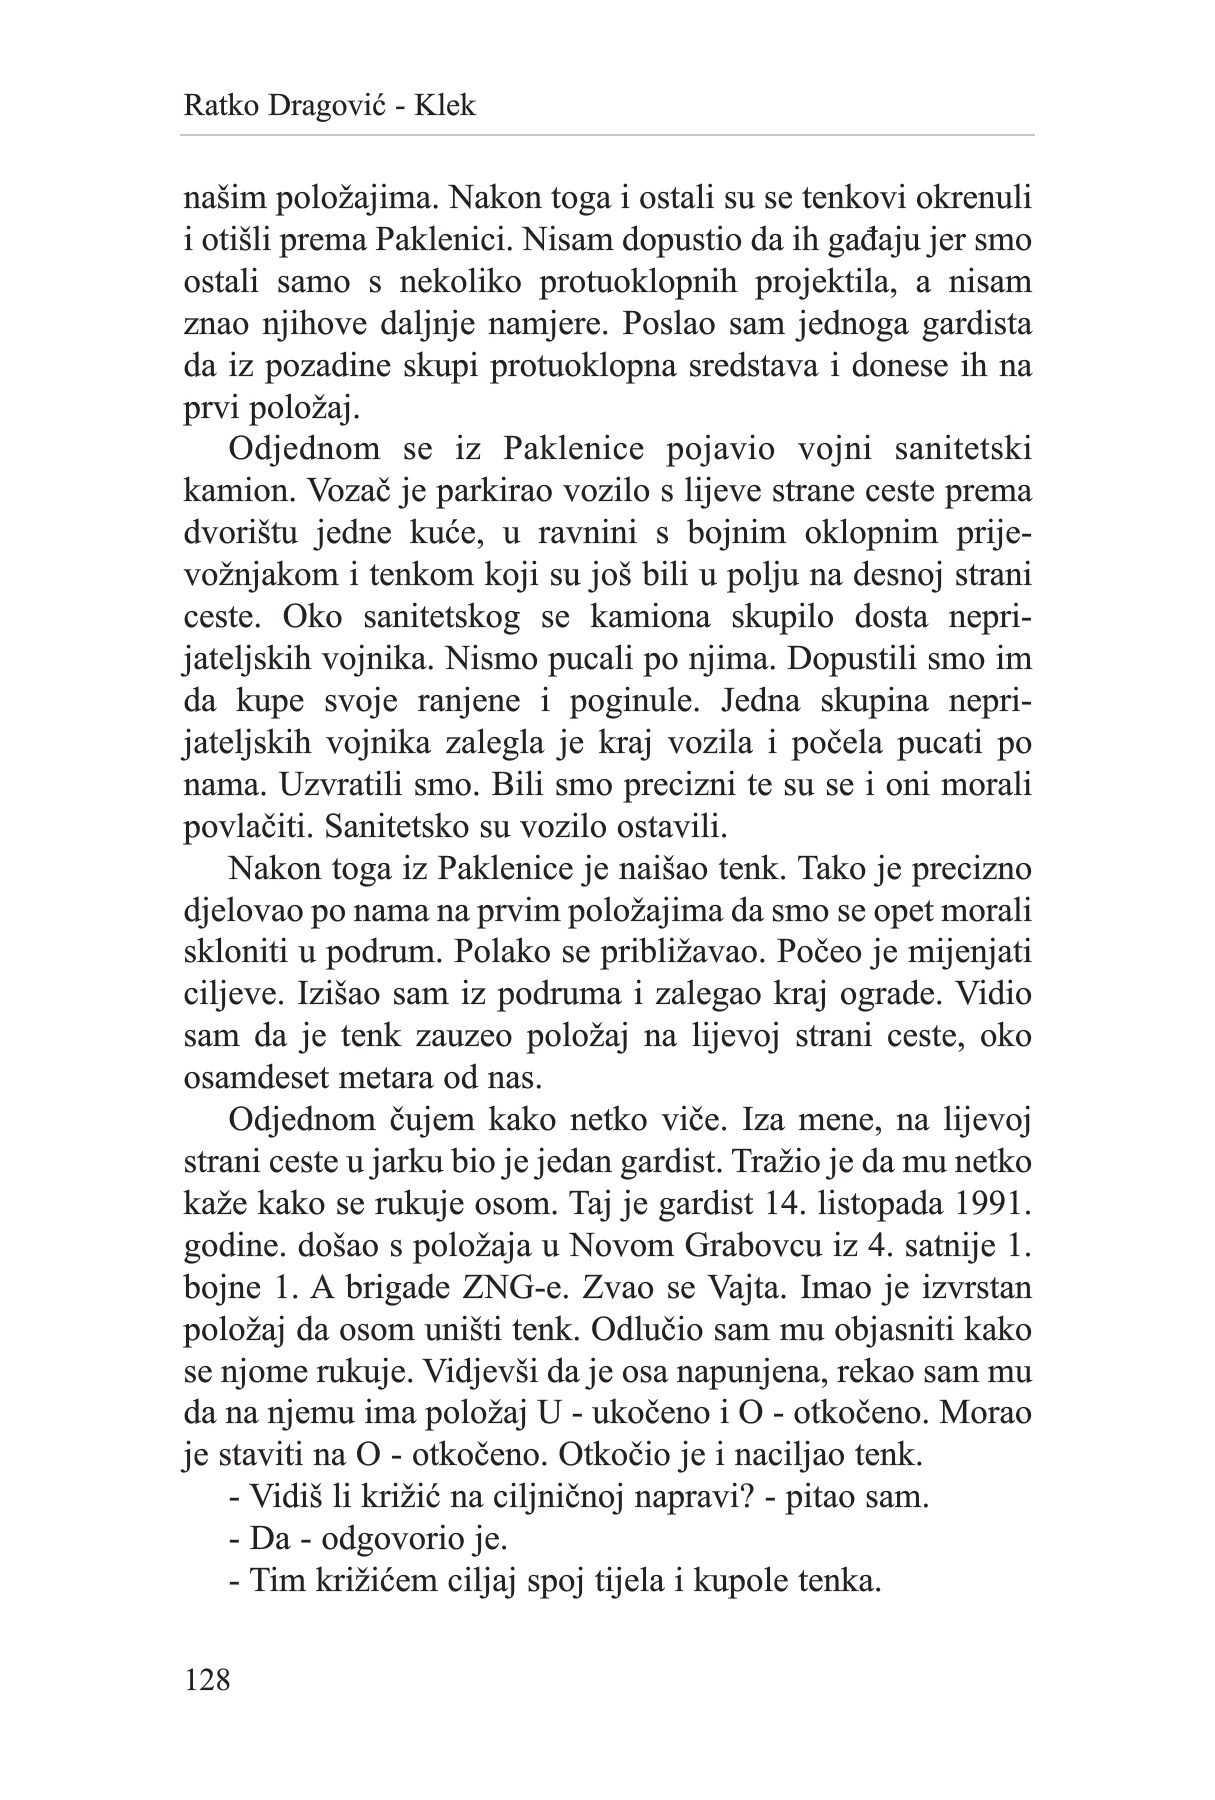 Ratko Dragović - Klek
našim položajima. Nakon toga i ostali su se tenkovi okrenuli
i otišli prema Paklenici. Nisam dopustio da ih gađaju jer smo
ostali samo s nekoliko protuoklopnih projektila, a nisam
znao njihove daljnje namjere. Poslao sam jednoga gardista
da iz pozadine skupi protuoklopna sredstava i donese ih na
prvi položaj.
Odjednom se iz Paklenice pojavio vojni sanitetski
kamion. Vozač je parkirao vozilo s lijeve strane ceste prema
dvorištu jedne kuće, u ravnini s bojnim oklopnim prije-
vožnjakom i tenkom koji su još bili u polju na desnoj strani
ceste. Oko sanitetskog se kamiona skupilo dosta nepri-
jateljskih vojnika. Nismo pucali po njima. Dopustili smo im
da kupe svoje ranjene i poginule. Jedna skupina nepri-
jateljskih vojnika zalegla je kraj vozila i počela pucati po
nama. Uzvratili smo. Bili smo precizni te su se i oni morali
povlačiti. Sanitetsko su vozilo ostavili.
Nakon toga iz Paklenice je naišao tenk. Tako je precizno
djelovao po nama na prvim položajima da smo se opet morali
skloniti u podrum. Polako se približavao. Počeo je mijenjati
ciljeve. Izišao sam iz podruma i zalegao kraj ograde. Vidio
sam da je tenk zauzeo položaj na lijevoj strani ceste, oko
osamdeset metara od nas.
Odjednom čujem kako netko viče. Iza mene, na lijevoj
strani ceste u jarku bio je jedan gardist. Tražio je da mu netko
kaže kako se rukuje osom. Taj je gardist 14. listopada 1991.
godine. došao s položaja u Novom Grabovcu iz 4. satnije 1.
bojne 1. A brigade ZNG-e. Zvao se Vajta. Imao je izvrstan
položaj da osom uništi tenk. Odlučio sam mu objasniti kako
se njome rukuje. Vidjevši da je osa napunjena, rekao sam mu
da na njemu ima položaj U - ukočeno i O - otkočeno. Morao
je staviti na O - otkočeno. Otkočio je i naciljao tenk.
- Vidiš li križić na ciljničnoj napravi? - pitao sam.
- Da - odgovorio je.
- Tim križićem ciljaj spoj tijela i kupole tenka.
128